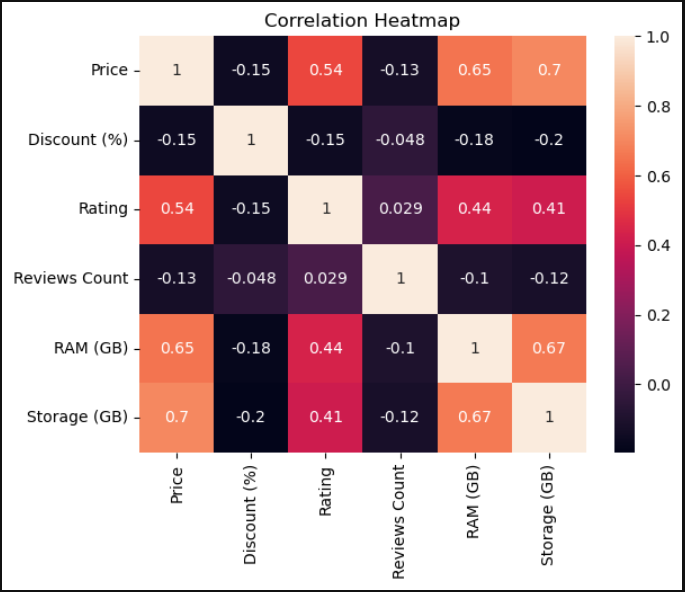 Correlation Heatmap
Price 1 -0.15 0.54 -0.13 0.65 0.7
Discount (%) -0.15 1 -0.15 -0.048 -0.18 -0.2
Rating 0.54 -0.15 1 0.029 0.44 0.41
Reviews Count -0.13 -0.048 0.029 1 -0.1 -0.12
RAM (GB) 0.65 -0.18 0.44 -0.1 1 0.67
Storage (GB) 0.7 -0.2 0.41 -0.12 0.67 1
Price
Discount (%)
Rating
Reviews Count
RAM (GB)
Storage (GB)
1.0
0.8
0.6
0.4
0.2
0.0